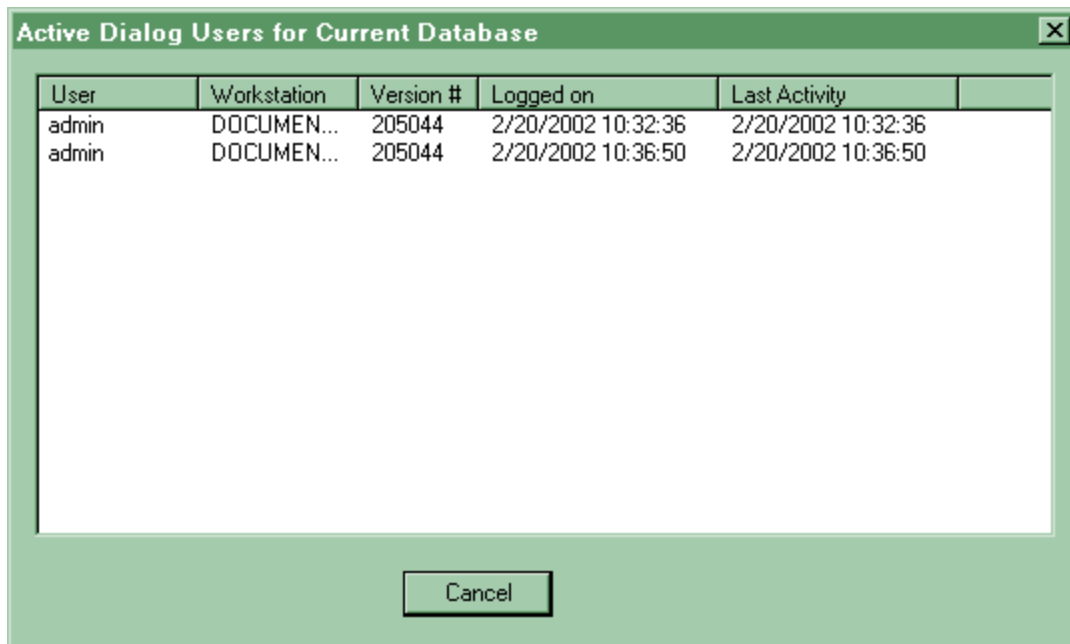 Active Dialog Users for Current Database
User Workstation Version # Logged on Last Activity
admin DOCUMEN... 205044 2/20/2002 10:32:36 2/20/2002 10:32:36
admin DOCUMEN... 205044 2/20/2002 10:36:50 2/20/2002 10:36:50
Cancel